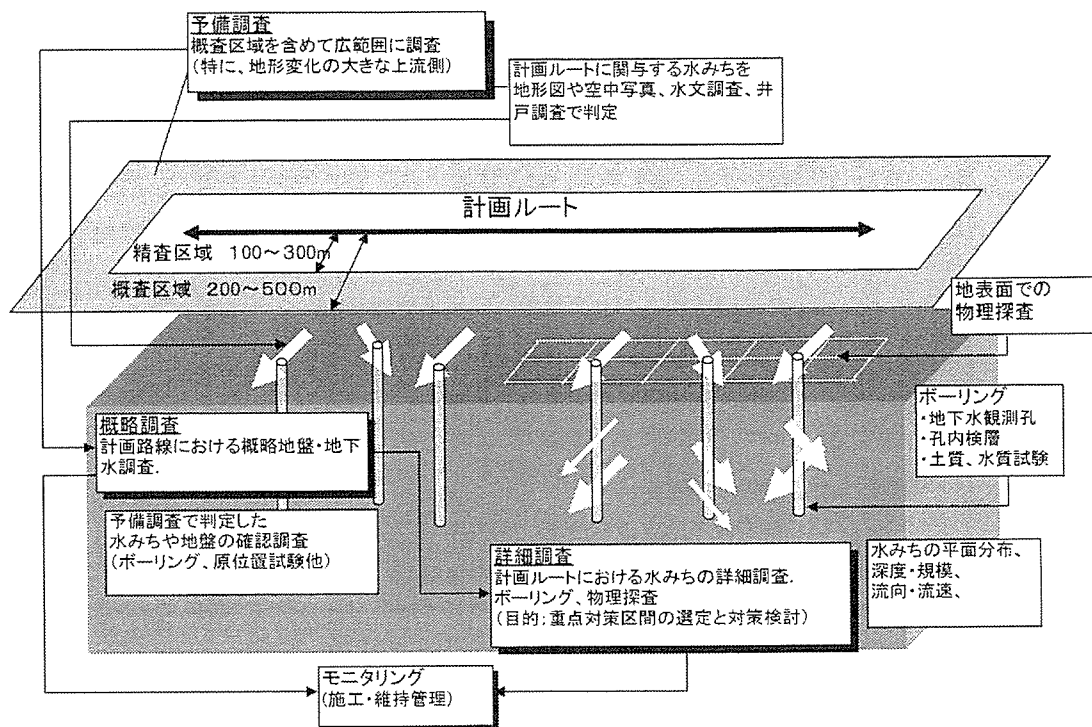 予備調査
概査区域を含めて広範囲に調査
(特に、地形変化の大きな上流側)
計画ルートに関与する水みちを
地形図や空中写真、水文調査、井
戸調査で判定
計画ルート
精査区域 100～300m
概査区域 200～500m
地表面での
物理探査
ボーリング
・地下水観測孔
・孔内検層
・土質、水質試験
概略調査
計画路線における概略地盤・地下
水調査.
予備調査で判定した
水みちや地盤の確認調査
(ボーリング、原位置試験他)
詳細調査
計画ルートにおける水みちの詳細調査.
ボーリング、物理探査
(目的;重点対策区間の選定と対策検討)
水みちの平面分布、
深度・規模、
流向・流速、
モニタリング
(施工・維持管理)